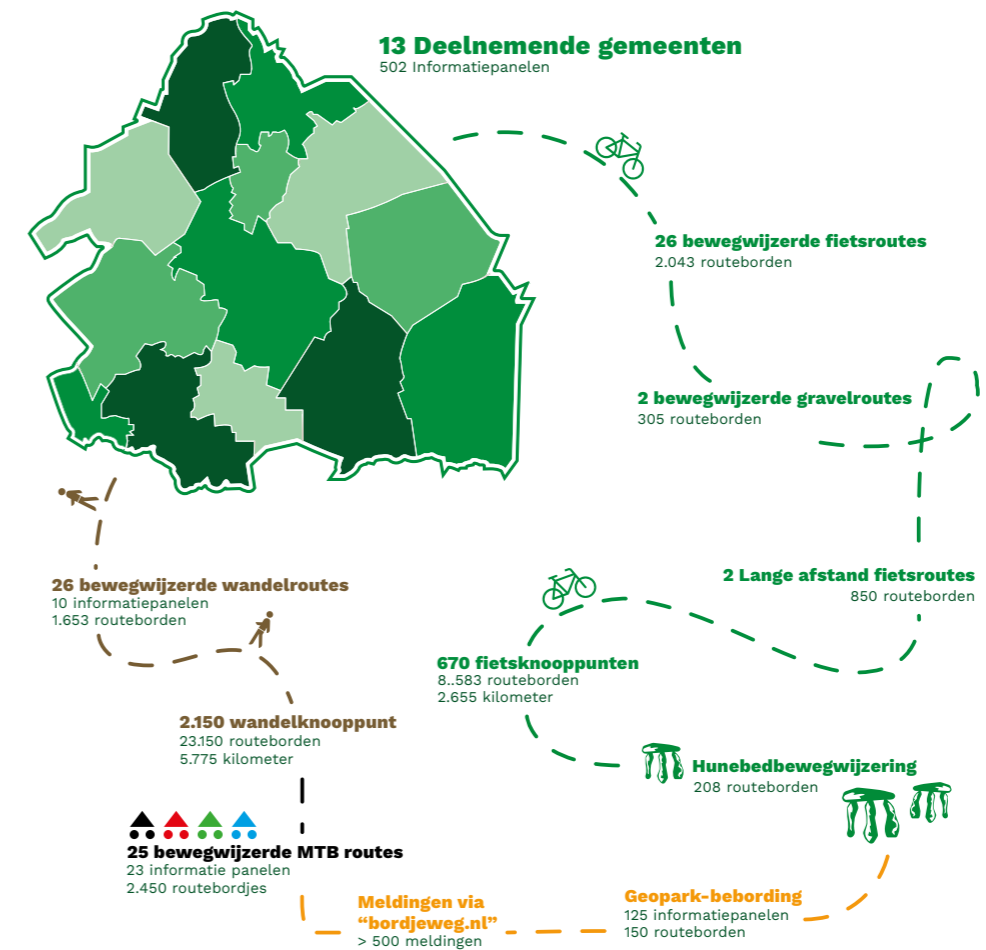 13 Deelnemende gemeenten
502 Informatiepanelen
26 bewegwijzerde fietsroutes
2.043 routeborden
2 bewegwijzerde gravelroutes
305 routeborden
2 Lange afstand fietsroutes
850 routeborden
670 fietsknooppunten
8..583 routeborden
2.655 kilometer
Hunebedbewegwijzering
208 routeborden
Geopark-bebording
125 informatiepanelen
150 routeborden
Meldingen via
“bordjeweg.nl”
> 500 meldingen
26 bewegwijzerde wandelroutes
10 informatiepanelen
1.653 routeborden
2.150 wandelknooppunt
23.150 routeborden
5.775 kilometer
25 bewegwijzerde MTB routes
23 informatie panelen
2.450 routebordjes